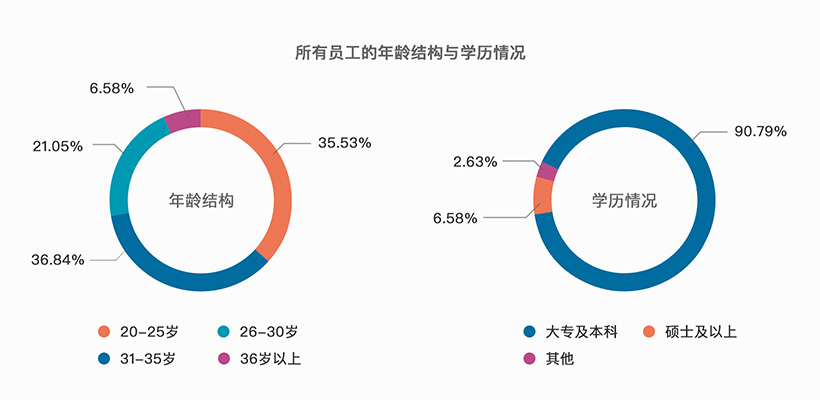 所有员工的年龄结构与学历情况
6.58%
21.05%
35.53%
年龄结构
36.84%
20-25岁
26-30岁
31-35岁
36岁以上
90.79%
2.63%
6.58%
学历情况
大专及本科
硕士及以上
其他